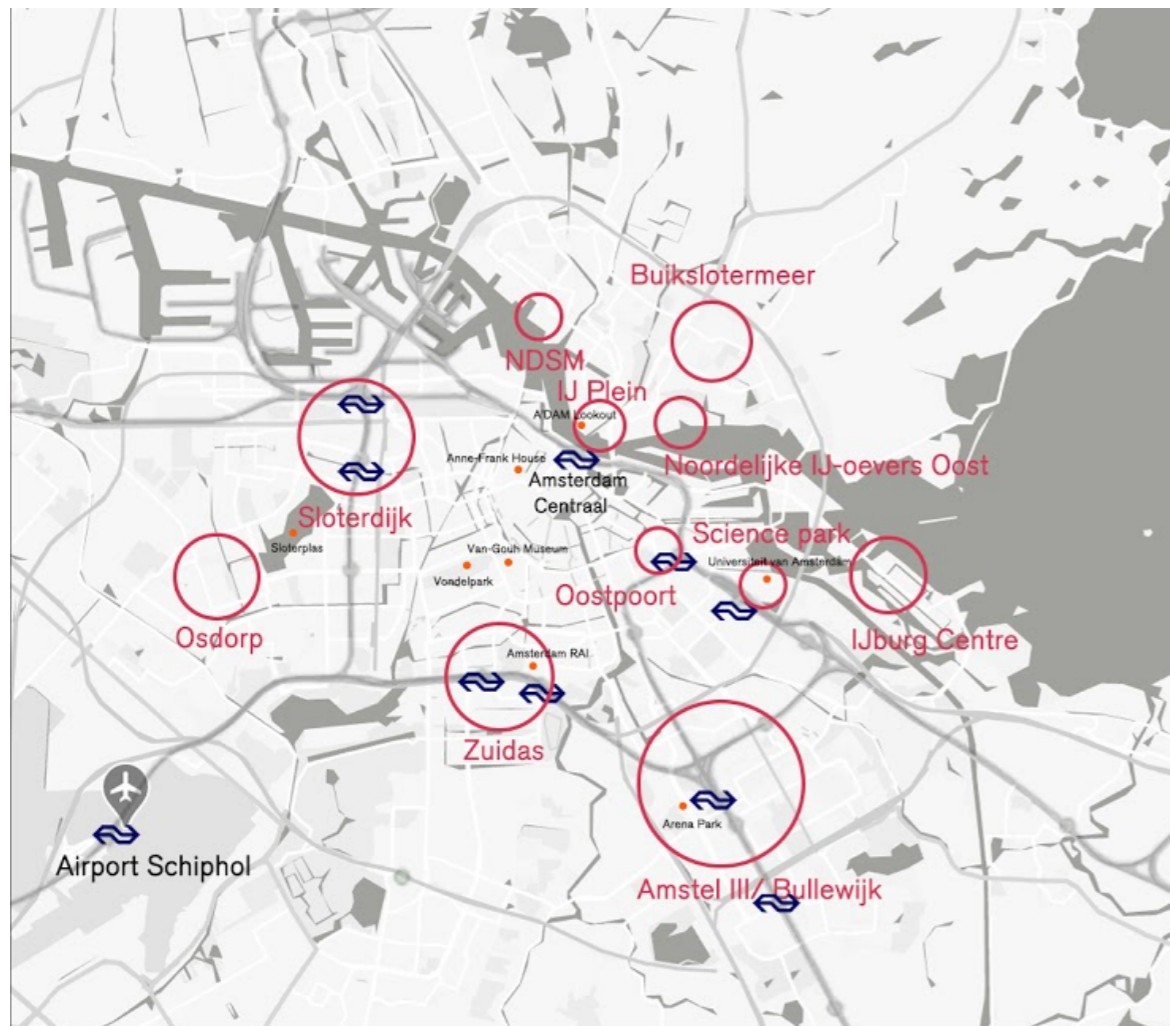 Buikslotermeer
NDSM
IJ Plein
A'DAM Lookout
Anne-Frank House
Noordelijke IJ-oevers Oost
Amsterdam
Centraal
Sloterdijk
Science park
Sloterplas
Van-Gouh Museum
Universiteit van Amsterdam
Vondelpark
Oostpoort
Osdorp
IJburg Centre
Amsterdam RAI
Zuidas
Arena Park
Airport Schiphol
Amstel III/ Bullewijk